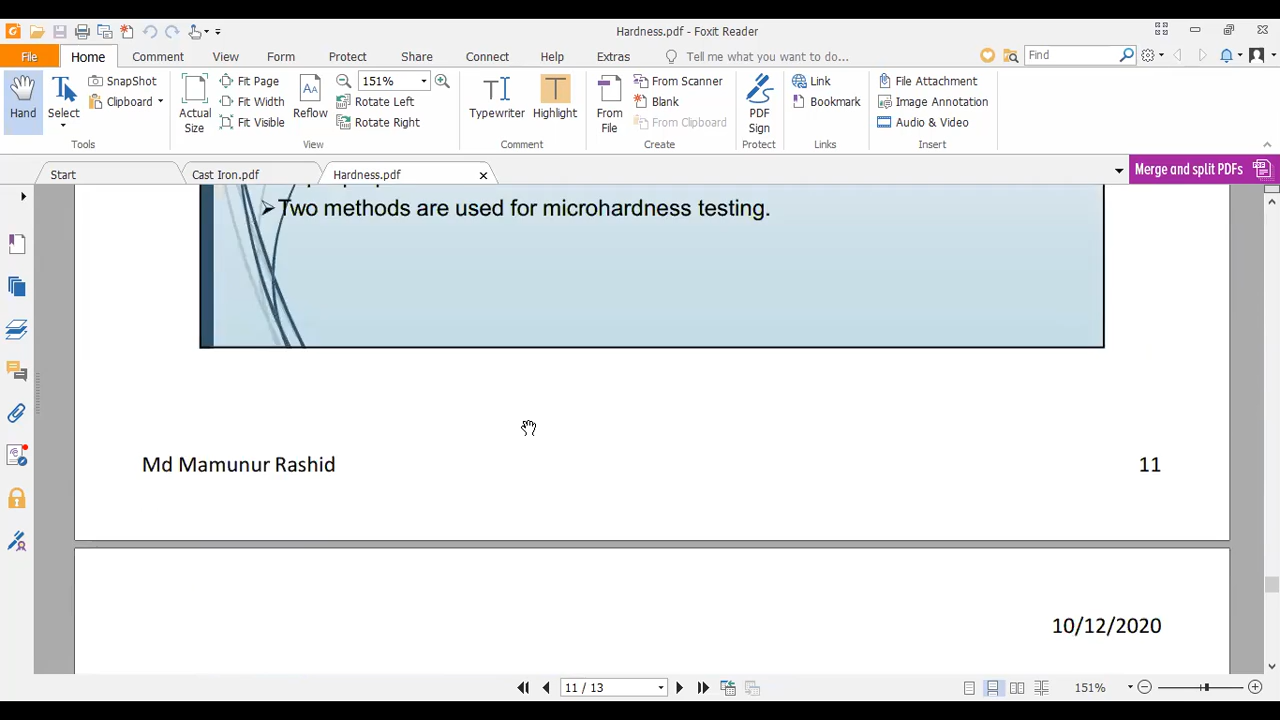 Hardness.pdf - Foxit Reader
File Home Comment View Form Protect Share Connect Help Extras Tell me what you want to do... Find
Hand
Select
SnapShot
Clipboard
Tools
Actual
Size
Fit Page
Fit Width
Fit Visible
Reflow
151%
Rotate Left
Rotate Right
View
Typewriter
Highlight
Comment
From
File
From Scanner
Blank
From Clipboard
Create
PDF
Sign
Protect
Link
Bookmark
Links
File Attachment
Image Annotation
Audio & Video
Insert
Start Cast Iron.pdf Hardness.pdf Merge and split PDFs
Two methods are used for microhardness testing.
Md Mamunur Rashid 11
10/12/2020
11 / 13 151%